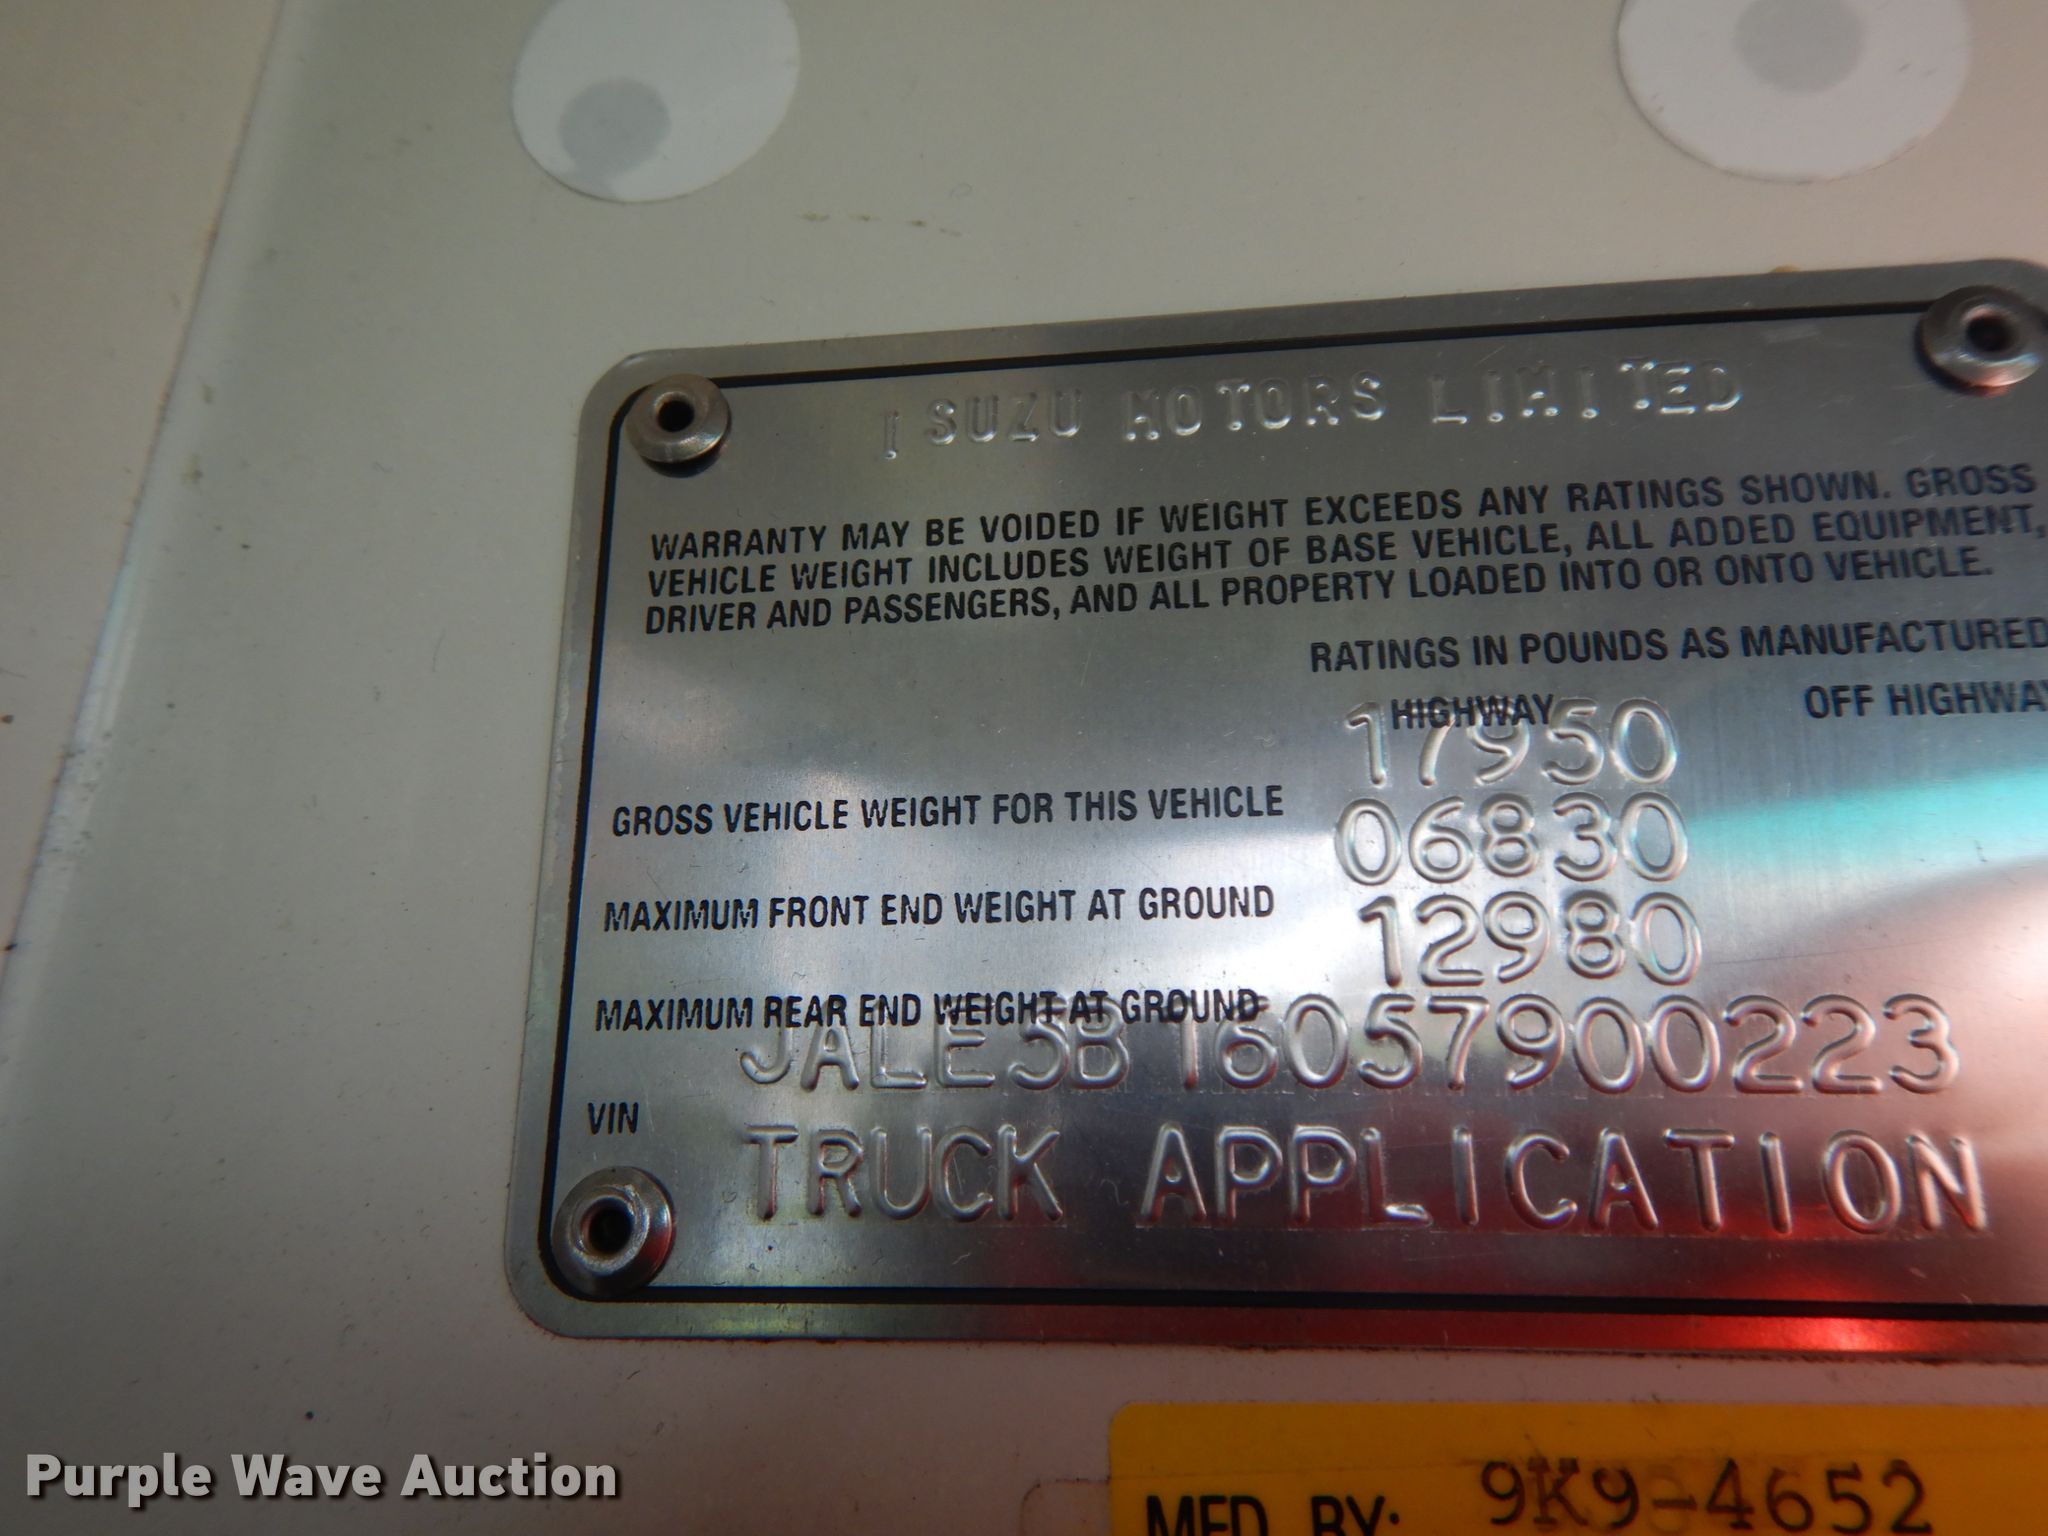 ISUZU MOTORS LIMITED
WARRANTY MAY BE VOIDED IF WEIGHT EXCEEDS ANY RATINGS SHOWN. GROSS
VEHICLE WEIGHT INCLUDES WEIGHT OF BASE VEHICLE, ALL ADDED EQUIPMENT,
DRIVER AND PASSENGERS, AND ALL PROPERTY LOADED INTO OR ONTO VEHICLE.
RATINGS IN POUNDS AS MANUFACTURED
HIGHWAY OFF HIGHWAY
17950
GROSS VEHICLE WEIGHT FOR THIS VEHICLE
06830
MAXIMUM FRONT END WEIGHT AT GROUND
12980
MAXIMUM REAR END WEIGHT AT GROUND
JALE5B16057900223
VIN
TRUCK APPLICATION
MFD BY: 9K9-4652
Purple Wave Auction